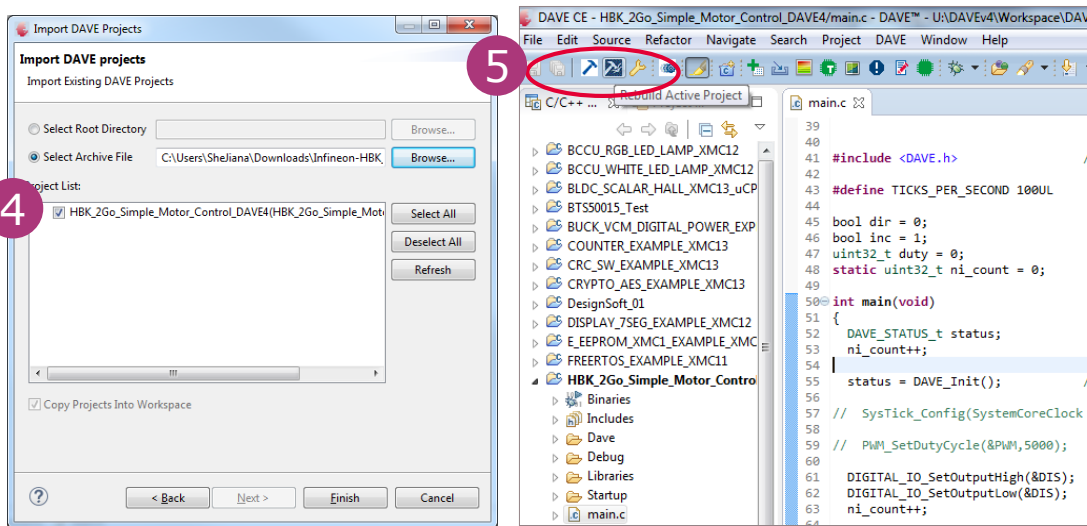 Import DAVE Projects
Import DAVE projects
Import Existing DAVE Projects
Select Root Directory
Browse...
Select Archive File
C:\Users\SheJiana\Downloads\Infineon-HBK_
Browse...
Project List:
4
HBK_2Go_Simple_Motor_Control_DAVE4(HBK_2Go_Simple_Mot
Select All
Deselect All
Refresh
Copy Projects Into Workspace
?
< Back
Next >
Finish
Cancel
DAVE CE - HBK_2Go_Simple_Motor_Control_DAVE4/main.c - DAVE™ - U:\DAVEv4\Workspace\DAV
File Edit Source Refactor Navigate Search Project DAVE Window Help
5
Rebuild Active Project
C/C++ ...
BCCU_RGB_LED_LAMP_XMC12
BCCU_WHITE_LED_LAMP_XMC12
BLDC_SCALAR_HALL_XMC13_uCP
BTS50015_Test
BUCK_VCM_DIGITAL_POWER_EXP
COUNTER_EXAMPLE_XMC13
CRC_SW_EXAMPLE_XMC13
CRYPTO_AES_EXAMPLE_XMC13
DesignSoft_01
DISPLAY_7SEG_EXAMPLE_XMC12
E_EEPROM_XMC1_EXAMPLE_XMC
FREERTOS_EXAMPLE_XMC11
HBK_2Go_Simple_Motor_Contro
Binaries
Includes
Dave
Debug
Libraries
Startup
main.c
main.c
39
40
41 #include <DAVE.h> /
42
43 #define TICKS_PER_SECOND 100UL
44
45 bool dir = 0;
46 bool inc = 1;
47 uint32_t duty = 0;
48 static uint32_t ni_count = 0;
49
50 int main(void)
51 {
52 DAVE_STATUS_t status;
53 ni_count++;
54
55 status = DAVE_Init(); /
56
57 // SysTick_Config(SystemCoreClock
58
59 // PWM_SetDutyCycle(&PWM,5000);
60
61 DIGITAL_IO_SetOutputHigh(&DIS);
62 DIGITAL_IO_SetOutputLow(&DIS);
63 ni_count++;
64